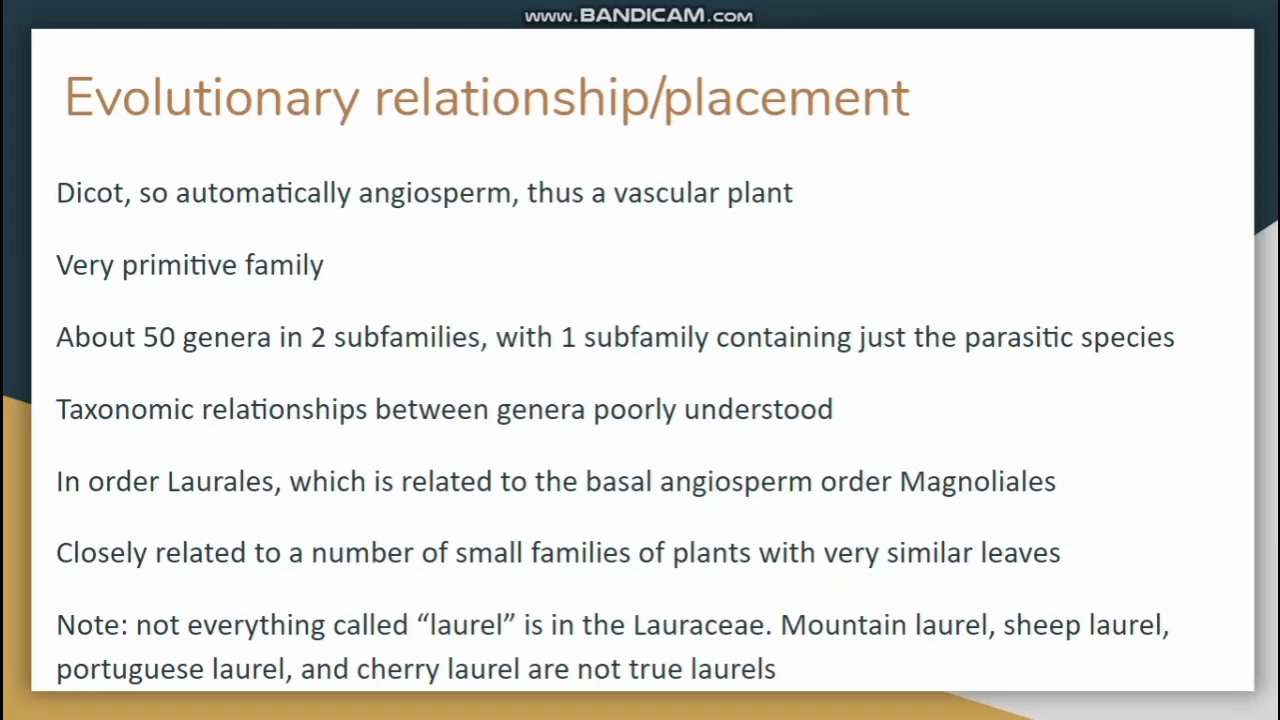 www.BANDICAM.com
Evolutionary relationship/placement
Dicot, so automatically angiosperm, thus a vascular plant
Very primitive family
About 50 genera in 2 subfamilies, with 1 subfamily containing just the parasitic species
Taxonomic relationships between genera poorly understood
In order Laurales, which is related to the basal angiosperm order Magnoliales
Closely related to a number of small families of plants with very similar leaves
Note: not everything called “laurel” is in the Lauraceae. Mountain laurel, sheep laurel,
portuguese laurel, and cherry laurel are not true laurels